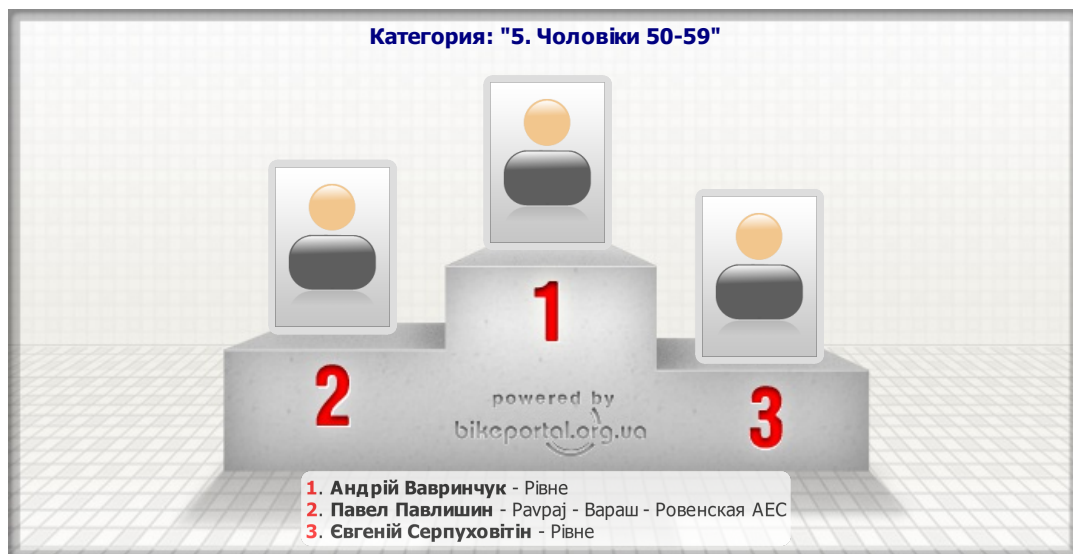 Категория: "5. Чоловіки 50-59"
1
2
3
powered by
bikeportal.org.ua
1. Андрій Вавринчук - Рівне
2. Павел Павлишин - Pavpaj - Вараш - Ровенская АЕС
3. Євгеній Серпуховітін - Рівне